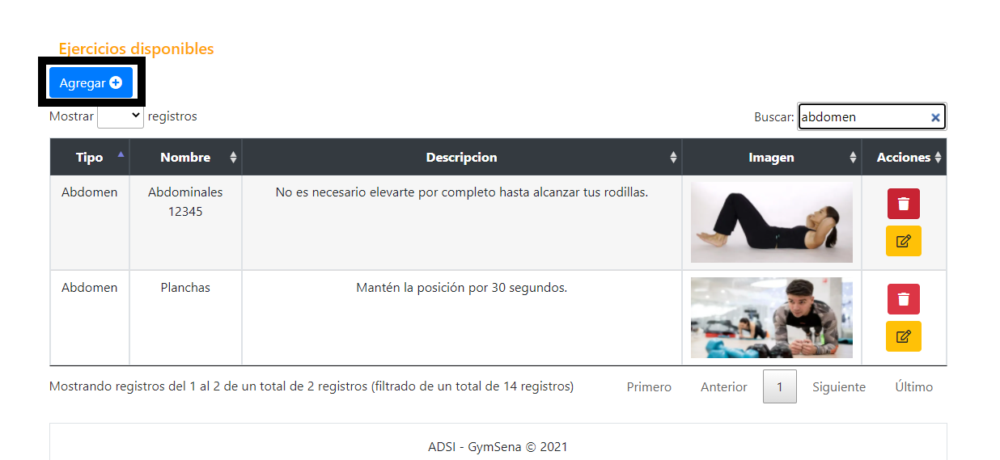 Ejercicios disponibles
Agregar
Mostrar registros
Buscar: abdomen
Tipo Nombre Descripcion Imagen Acciones
Abdomen Abdominales 12345 No es necesario elevarte por completo hasta alcanzar tus rodillas.
Abdomen Planchas Mantén la posición por 30 segundos.
Mostrando registros del 1 al 2 de un total de 2 registros (filtrado de un total de 14 registros)
Primero Anterior 1 Siguiente Último
ADSI - GymSena © 2021